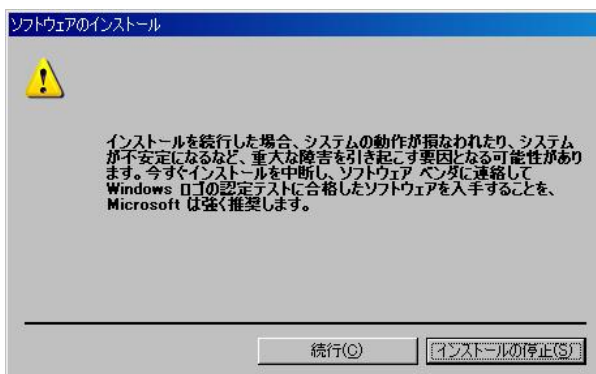 ソフトウェアのインストール
インストールを続行した場合、システムの動作が損なわれたり、システム
が不安定になるなど、重大な障害を引き起こす要因となる可能性があり
ます。今すぐインストールを中断し、ソフトウェア ベンダに連絡して
Windows ロゴの認定テストに合格したソフトウェアを入手することを、
Microsoft は強く推奨します。
続行(C)
インストールの停止(S)